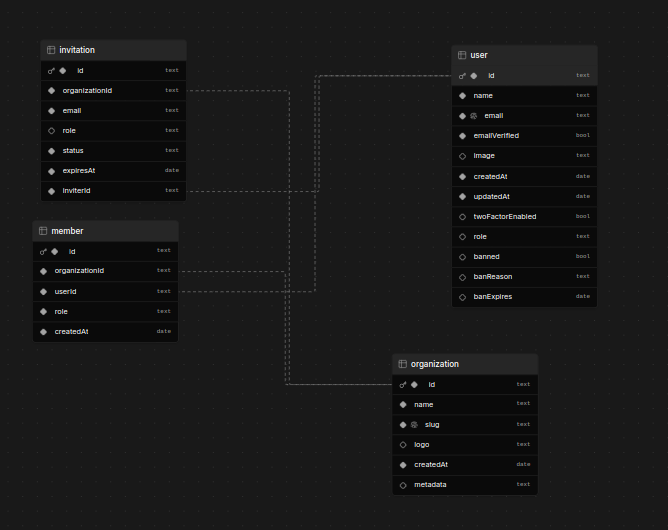 invitation
id text
organizationId text
email text
role text
status text
expiresAt date
inviterId text
member
id text
organizationId text
userId text
role text
createdAt date
user
id text
name text
email text
emailVerified bool
image text
createdAt date
updatedAt date
twoFactorEnabled bool
role text
banned bool
banReason text
banExpires date
organization
id text
name text
slug text
logo text
createdAt date
metadata text